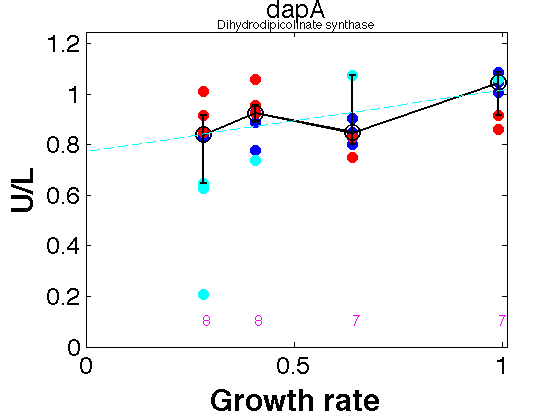 dapA
Dihydrodipicolinate synthase
1.2
1
0.8
0.6
0.4
0.2
0
U/L
8 8 7 7
0 0.5 1
Growth rate